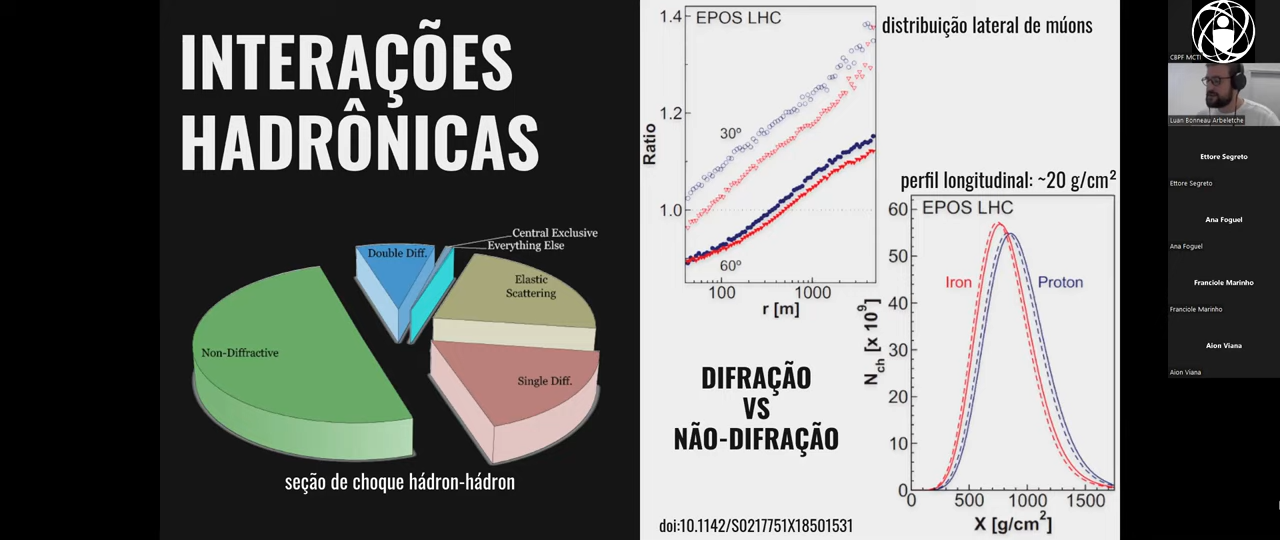 INTERAÇÕES
HADRÔNICAS
Double Diff.
Central Exclusive
Everything Else
Elastic
Scattering
Non-Diffractive
Single Diff.
seção de choque hádron-hádron
EPOS LHC
distribuição lateral de múons
1.4
1.2
1.0
Ratio
30º
60º
100
1000
r [m]
perfil longitudinal: ~20 g/cm²
EPOS LHC
60
50
40
30
20
10
0
Nch [x 10⁹]
Iron
Proton
0
500
1000
1500
X [g/cm²]
DIFRAÇÃO
VS
NÃO-DIFRAÇÃO
doi:10.1142/S0217751X18501531
CBPF MCTI
Luan Bonneau Arbeletche
Ettore Segreto
Ettore Segreto
Ana Foguel
Ana Foguel
Franciole Marinho
Franciole Marinho
Aion Viana
Aion Viana